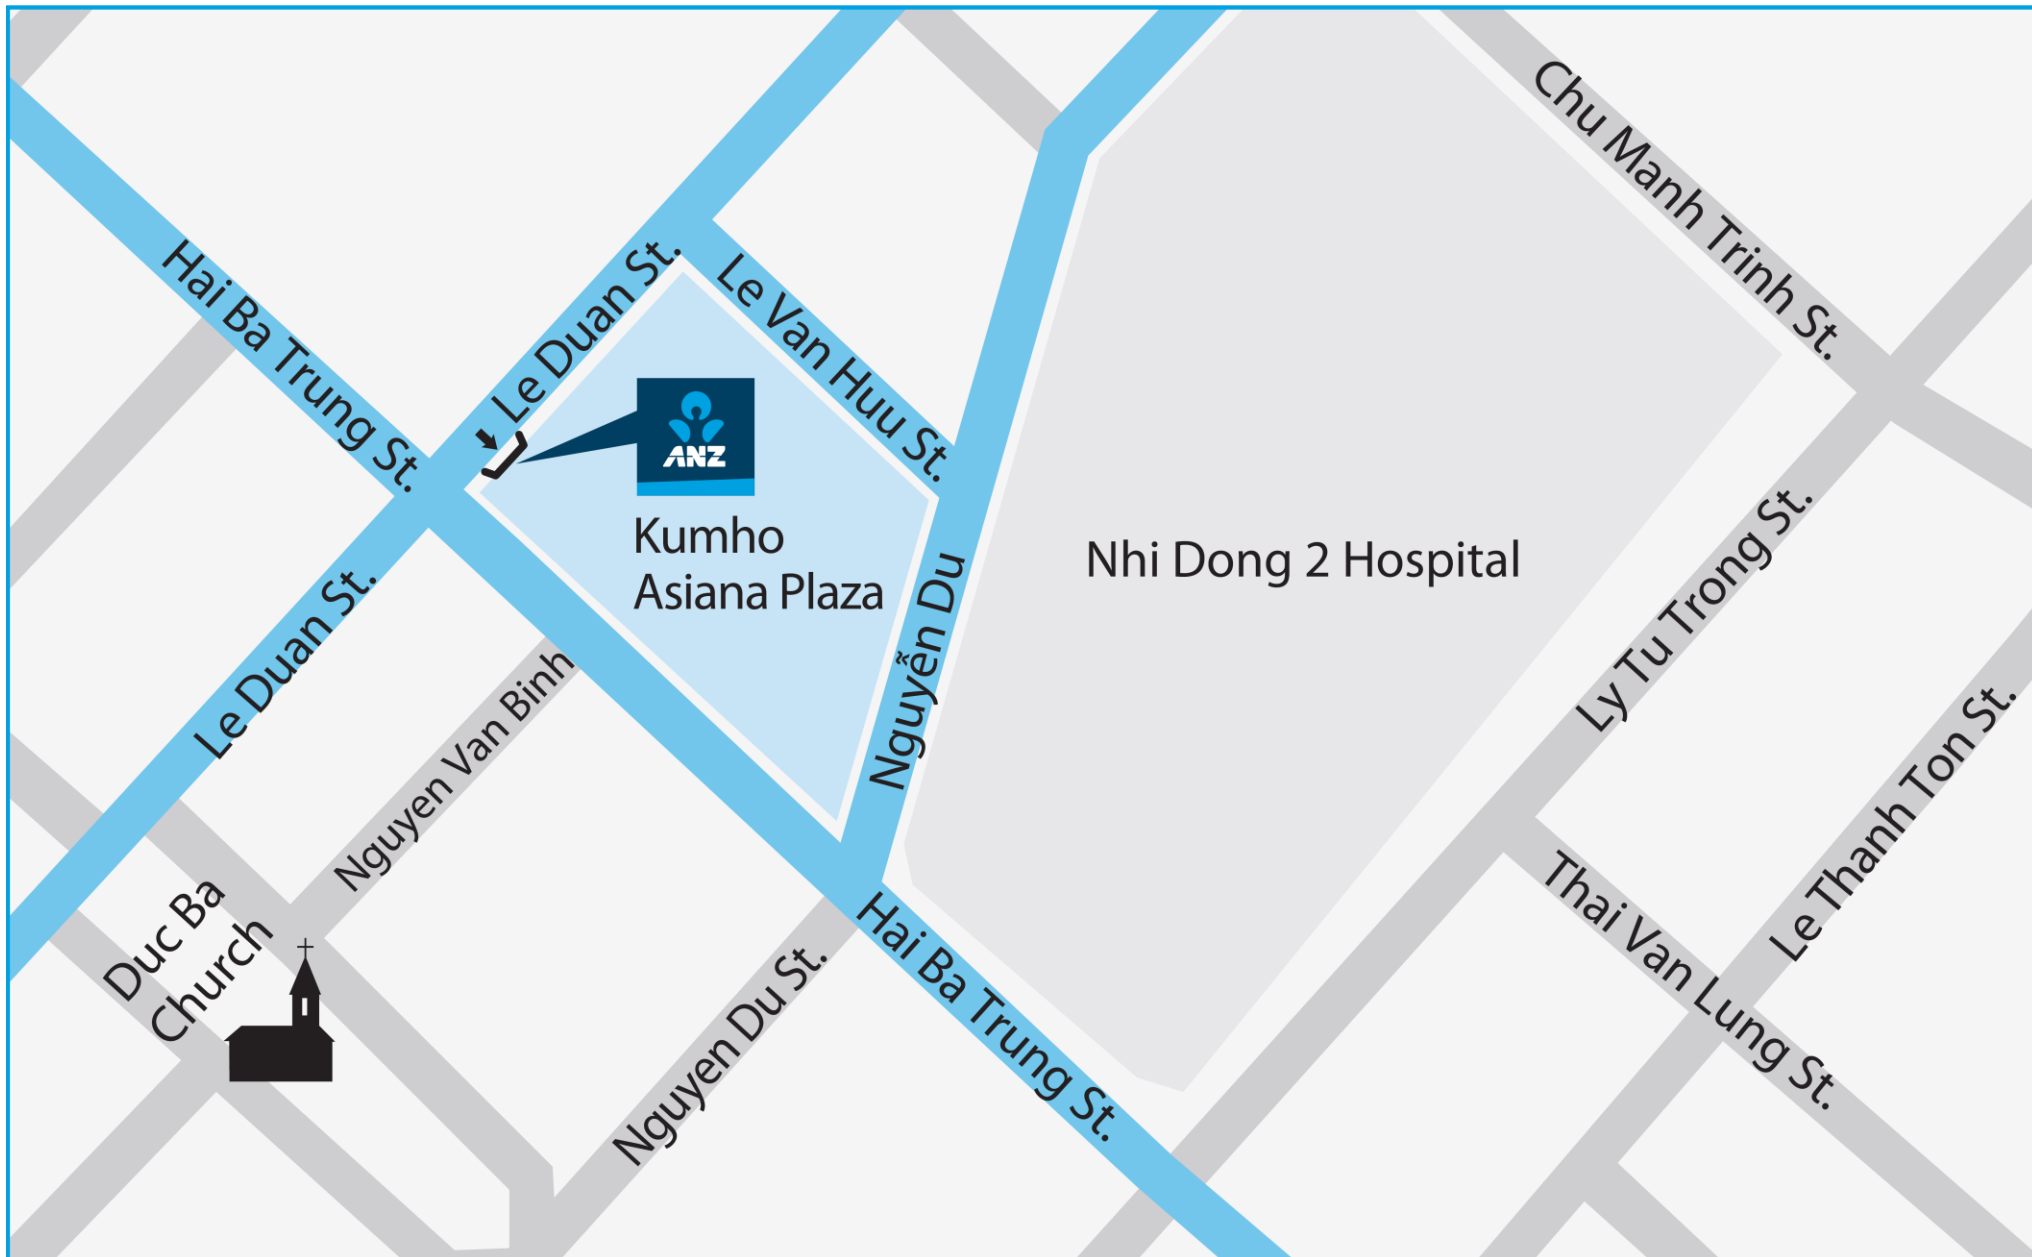 Chu Manh Trinh St.
Hai Ba Trung St.
Le Duan St.
Le Van Huu St.
ANZ
Kumho
Asiana Plaza
Nguyễn Du
Nhi Dong 2 Hospital
Ly Tu Trong St.
Le Duan St.
Nguyen Van Binh
Le Thanh Ton St.
Thai Van Lung St.
Duc Ba
Church
Nguyen Du St.
Hai Ba Trung St.